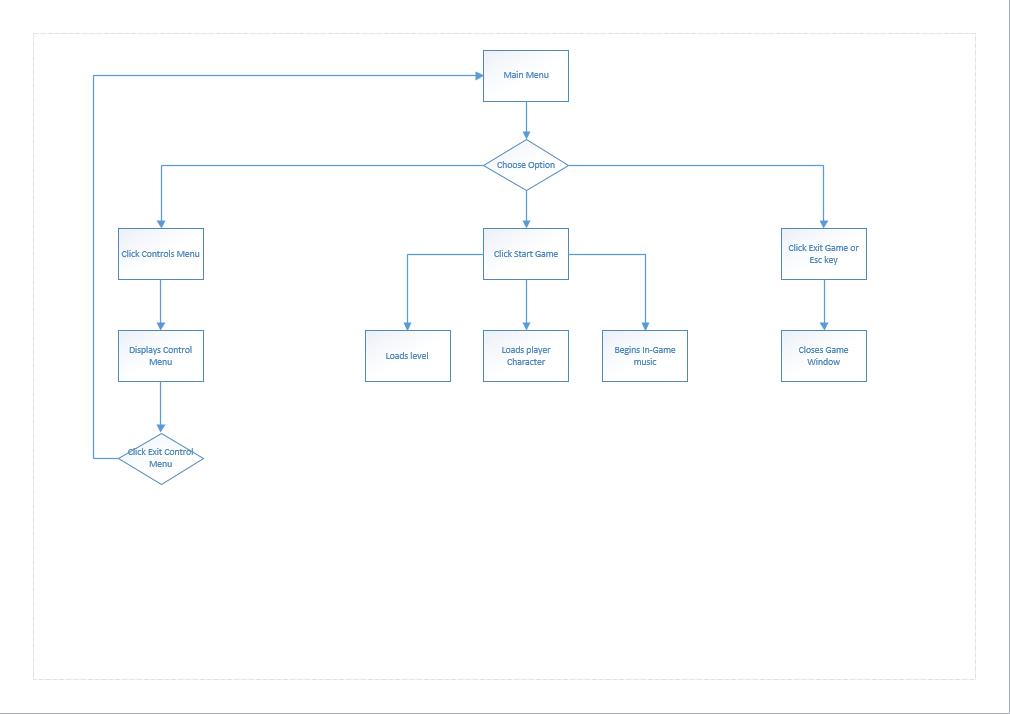 Main Menu
Choose Option
Click Controls Menu
Click Start Game
Click Exit Game or
Esc key
Displays Control
Menu
Loads level
Loads player
Character
Begins In-Game
music
Closes Game
Window
Click Exit Control
Menu